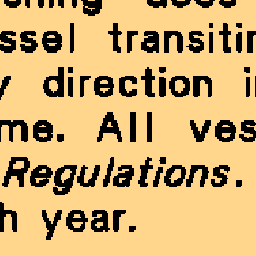 ssel transitin
y direction i
me. All ves
Regulations.
h year.